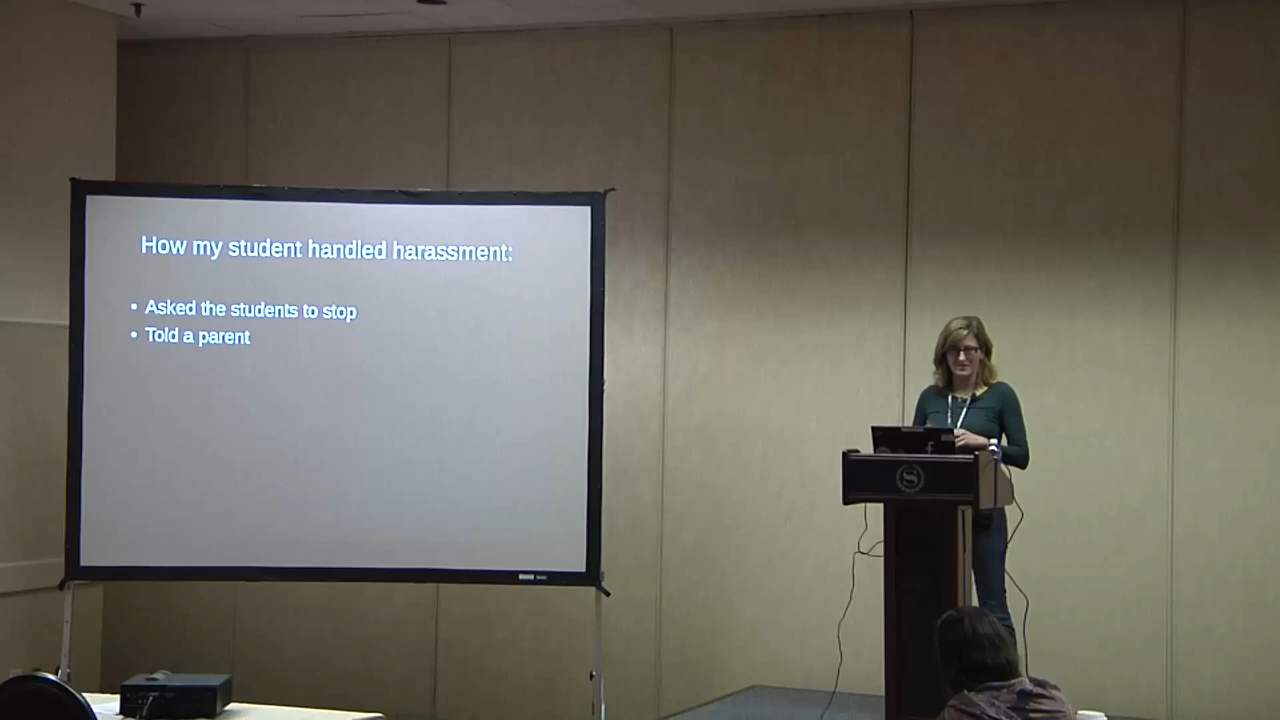 How my student handled harassment:
• Asked the students to stop
• Told a parent
S